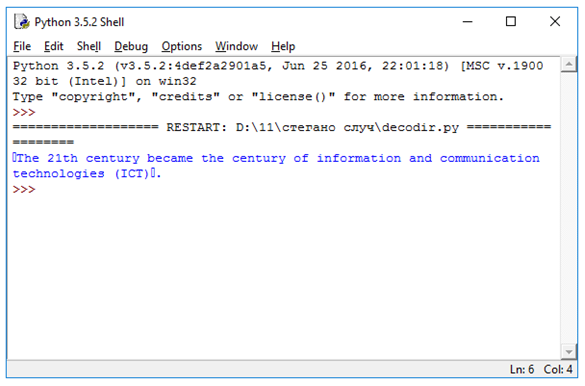 Python 3.5.2 Shell
File Edit Shell Debug Options Window Help
Python 3.5.2 (v3.5.2:4def2a2901a5, Jun 25 2016, 22:01:18) [MSC v.1900
32 bit (Intel)] on win32
Type "copyright", "credits" or "license()" for more information.
>>>
=================== RESTART: D:\11\стегано случ\decodir.py ===========
========
▯The 21th century became the century of information and communication
technologies (ICT)▯.
>>>
Ln: 6 Col: 4